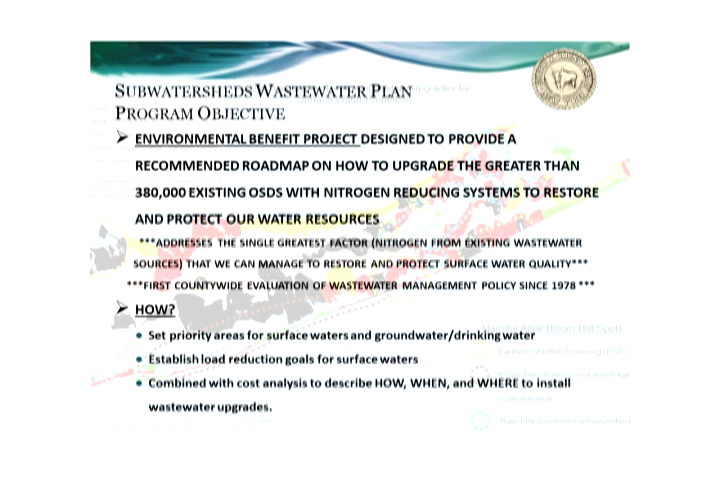 SUBWATERSHEDS WASTEWATER PLAN
PROGRAM OBJECTIVE
➢ ENVIRONMENTAL BENEFIT PROJECT DESIGNED TO PROVIDE A
RECOMMENDED ROADMAP ON HOW TO UPGRADE THE GREATER THAN
380,000 EXISTING OSDS WITH NITROGEN REDUCING SYSTEMS TO RESTORE
AND PROTECT OUR WATER RESOURCES
***ADDRESSES THE SINGLE GREATEST FACTOR (NITROGEN FROM EXISTING WASTEWATER
SOURCES) THAT WE CAN MANAGE TO RESTORE AND PROTECT SURFACE WATER QUALITY***
***FIRST COUNTYWIDE EVALUATION OF WASTEWATER MANAGEMENT POLICY SINCE 1978 ***
➢ HOW?
• Set priority areas for surface waters and groundwater/drinking water
Harmful Algal Bloom Hot Spots
• Establish load reduction goals for surface waters
• Combined with cost analysis to describe HOW, WHEN, and WHERE to install
wastewater upgrades.